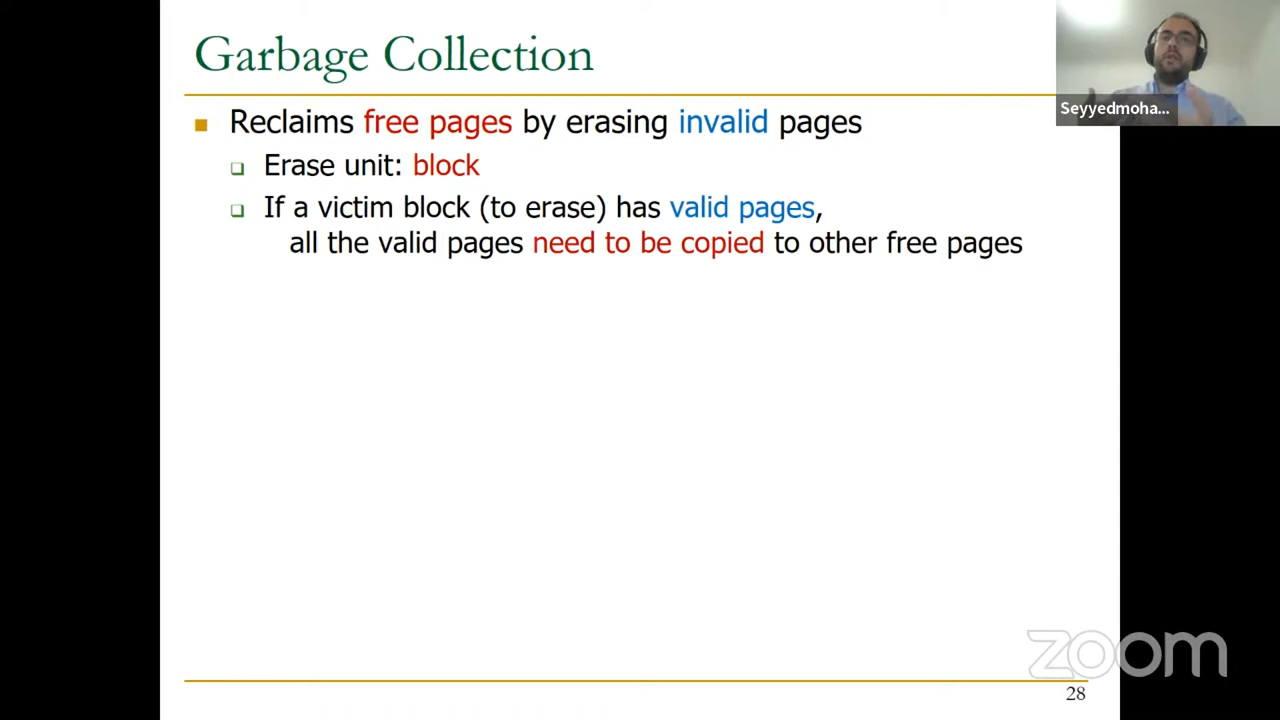 Garbage Collection
Reclaims free pages by erasing invalid pages
Erase unit: block
If a victim block (to erase) has valid pages,
all the valid pages need to be copied to other free pages
Seyyedmoha...
zoom
28